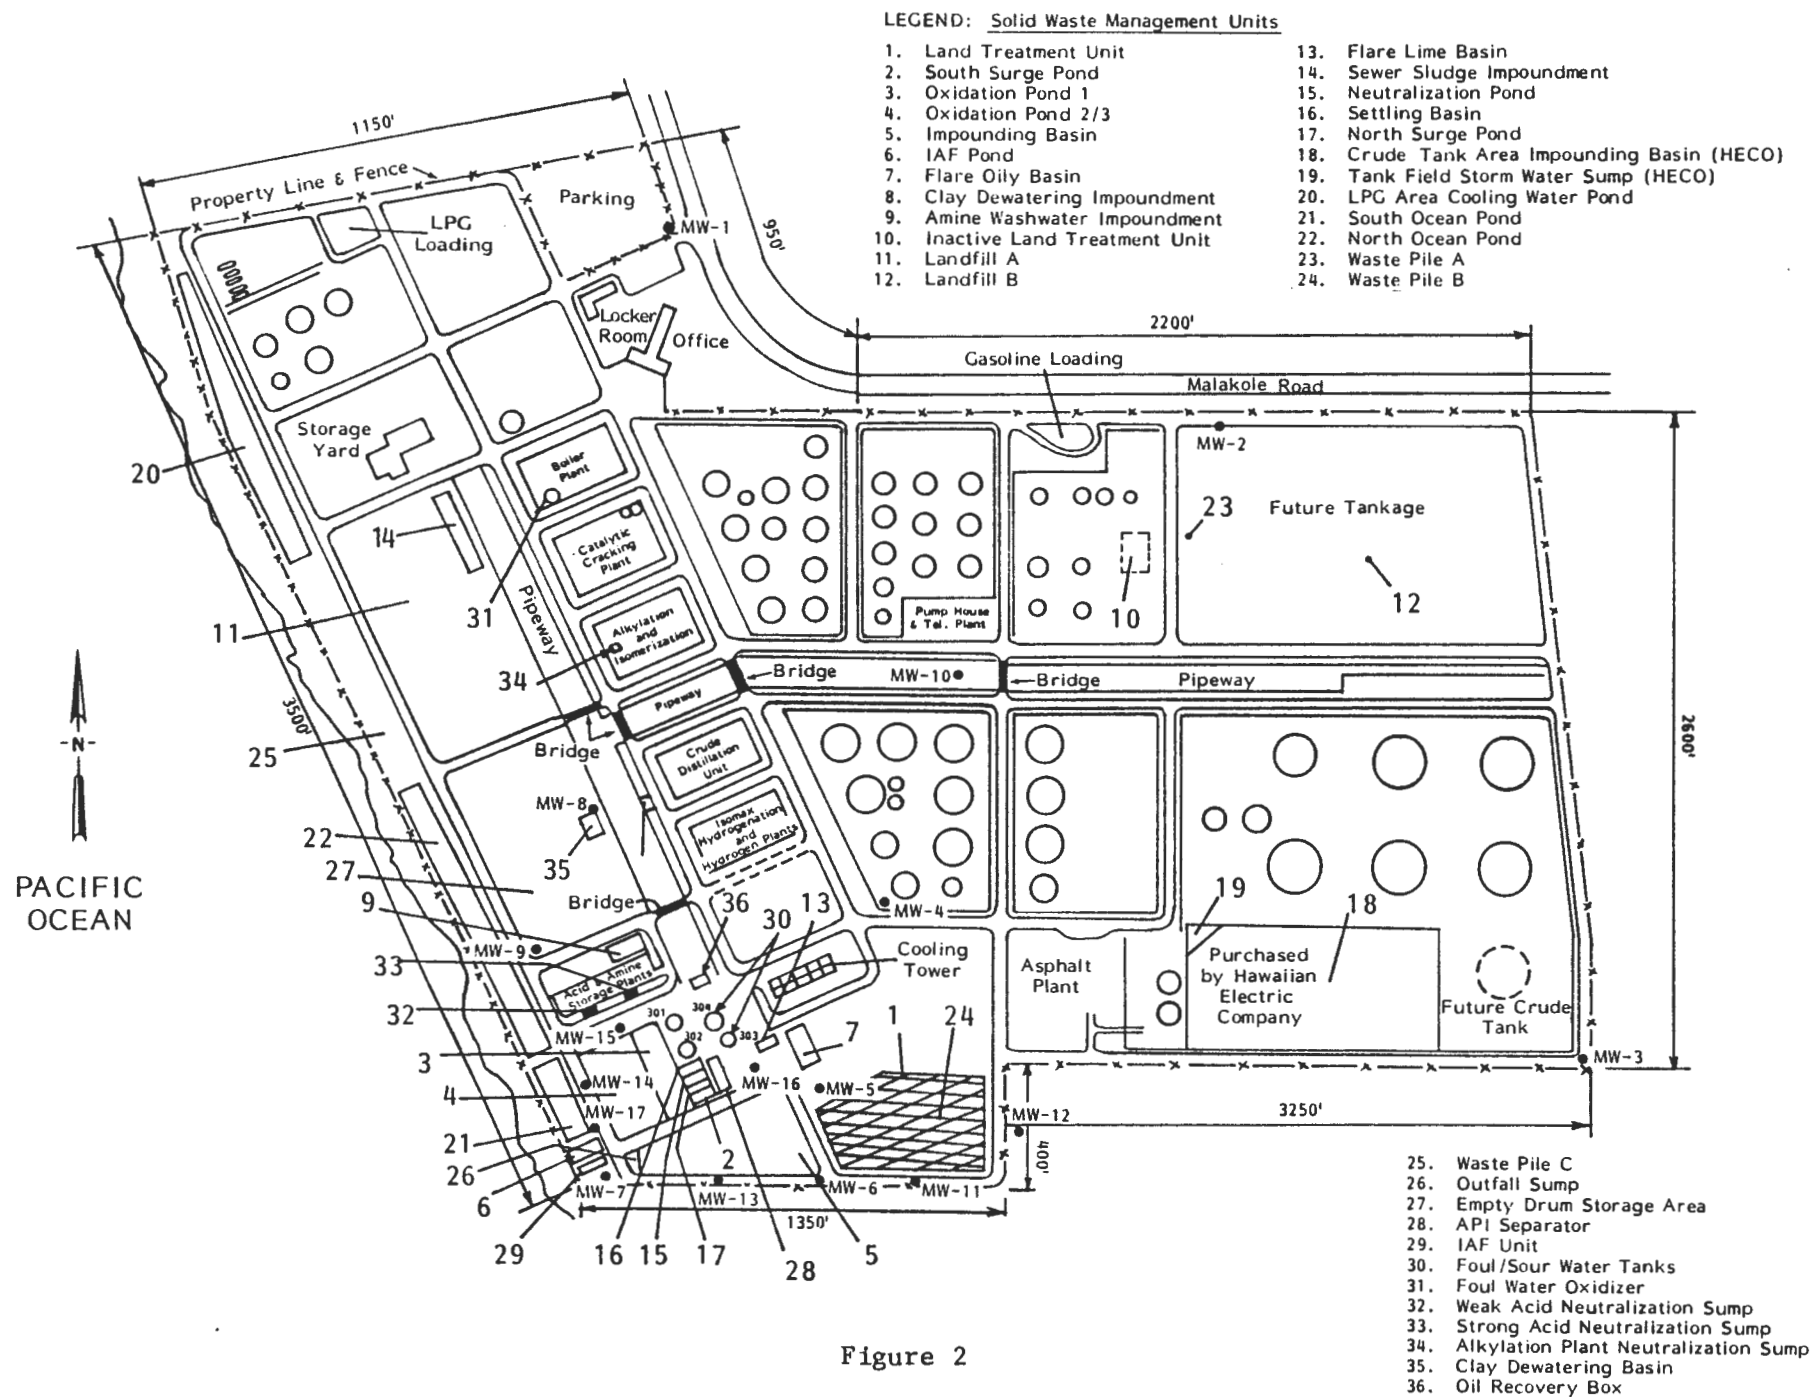 LEGEND: Solid Waste Management Units
1. Land Treatment Unit
2. South Surge Pond
3. Oxidation Pond 1
4. Oxidation Pond 2/3
5. Impounding Basin
6. IAF Pond
7. Flare Oily Basin
8. Clay Dewatering Impoundment
9. Amine Washwater Impoundment
10. Inactive Land Treatment Unit
11. Landfill A
12. Landfill B
13. Flare Lime Basin
14. Sewer Sludge Impoundment
15. Neutralization Pond
16. Settling Basin
17. North Surge Pond
18. Crude Tank Area Impounding Basin (HECO)
19. Tank Field Storm Water Sump (HECO)
20. LPG Area Cooling Water Pond
21. South Ocean Pond
22. North Ocean Pond
23. Waste Pile A
24. Waste Pile B
1150'
Property Line & Fence
Parking
LPG
Loading
MW-1
950'
Locker
Room
Office
2200'
Gasoline Loading
Malakole Road
MW-2
Storage
Yard
20
Boiler
Plant
14
Catalytic
Cracking
Plant
23
Future Tankage
Pipeway
31
11
Alkylation
and
Isomerization
Pump House
& Tel. Plant
10
12
34
Bridge
MW-10
Bridge
Pipeway
Pipeway
3500'
-N-
25
Bridge
Crude
Distillation
Unit
2600'
MW-8
Isomax
Hydrogenation
and
Hydrogen Plants
22
35
27
PACIFIC
OCEAN
9
Bridge
36
30
13
MW-4
19
18
MW-9
33
Acid & Amine
Storage Plants
Cooling
Tower
Asphalt
Plant
Purchased
by Hawaiian
Electric
Company
Future Crude
Tank
32
301
304
302
303
MW-15
7
1
24
3
MW-14
MW-16
MW-5
MW-3
4
MW-17
MW-12
3250'
400'
21
26
2
6
MW-7
MW-13
MW-6
MW-11
1350'
29
16
15
17
28
5
25. Waste Pile C
26. Outfall Sump
27. Empty Drum Storage Area
28. API Separator
29. IAF Unit
30. Foul/Sour Water Tanks
31. Foul Water Oxidizer
32. Weak Acid Neutralization Sump
33. Strong Acid Neutralization Sump
34. Alkylation Plant Neutralization Sump
35. Clay Dewatering Basin
36. Oil Recovery Box
Figure 2